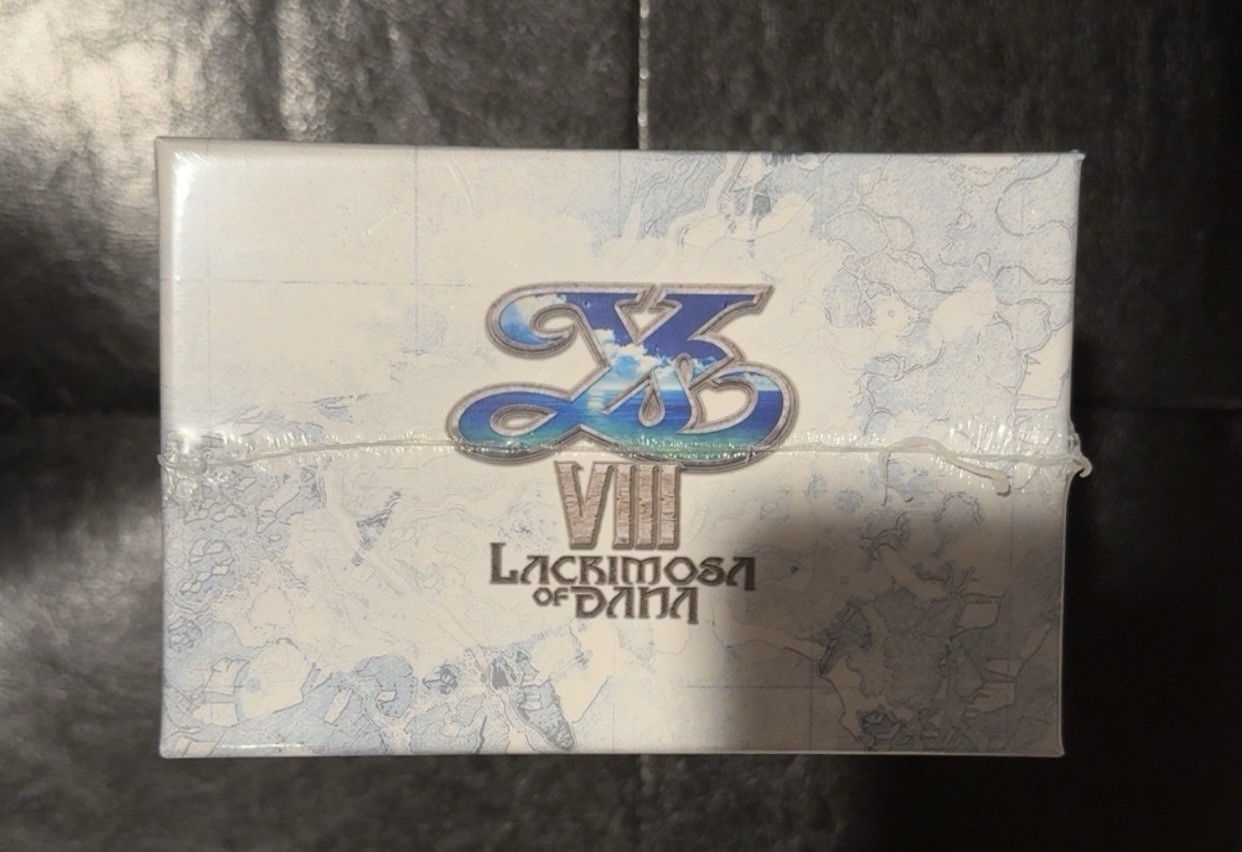 Ys
VIII
LACRIMOSA
OF DANA